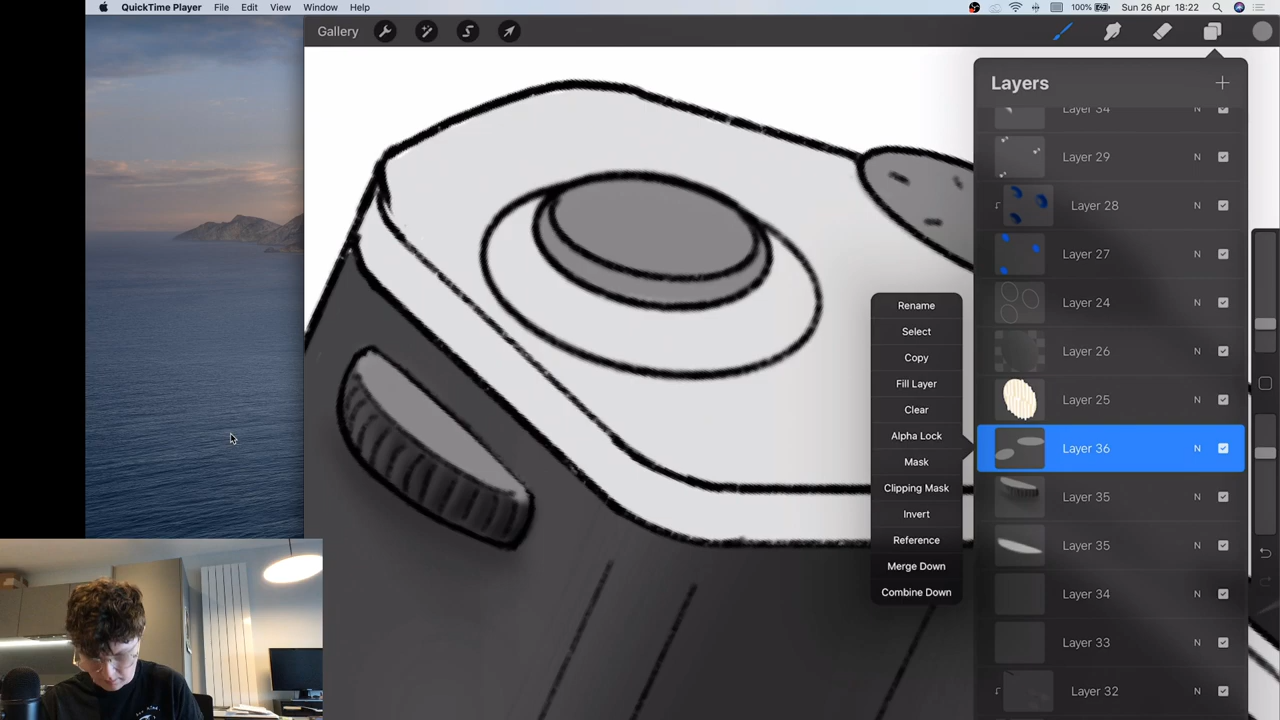 QuickTime Player File Edit View Window Help
100% Sun 26 Apr 18:22
Gallery
Layers
Layer 34 N
Layer 29 N
Layer 28 N
Layer 27 N
Layer 24 N
Layer 26 N
Layer 25 N
Layer 36 N
Layer 35 N
Layer 35 N
Layer 34 N
Layer 33 N
Layer 32 N
Rename
Select
Copy
Fill Layer
Clear
Alpha Lock
Mask
Clipping Mask
Invert
Reference
Merge Down
Combine Down